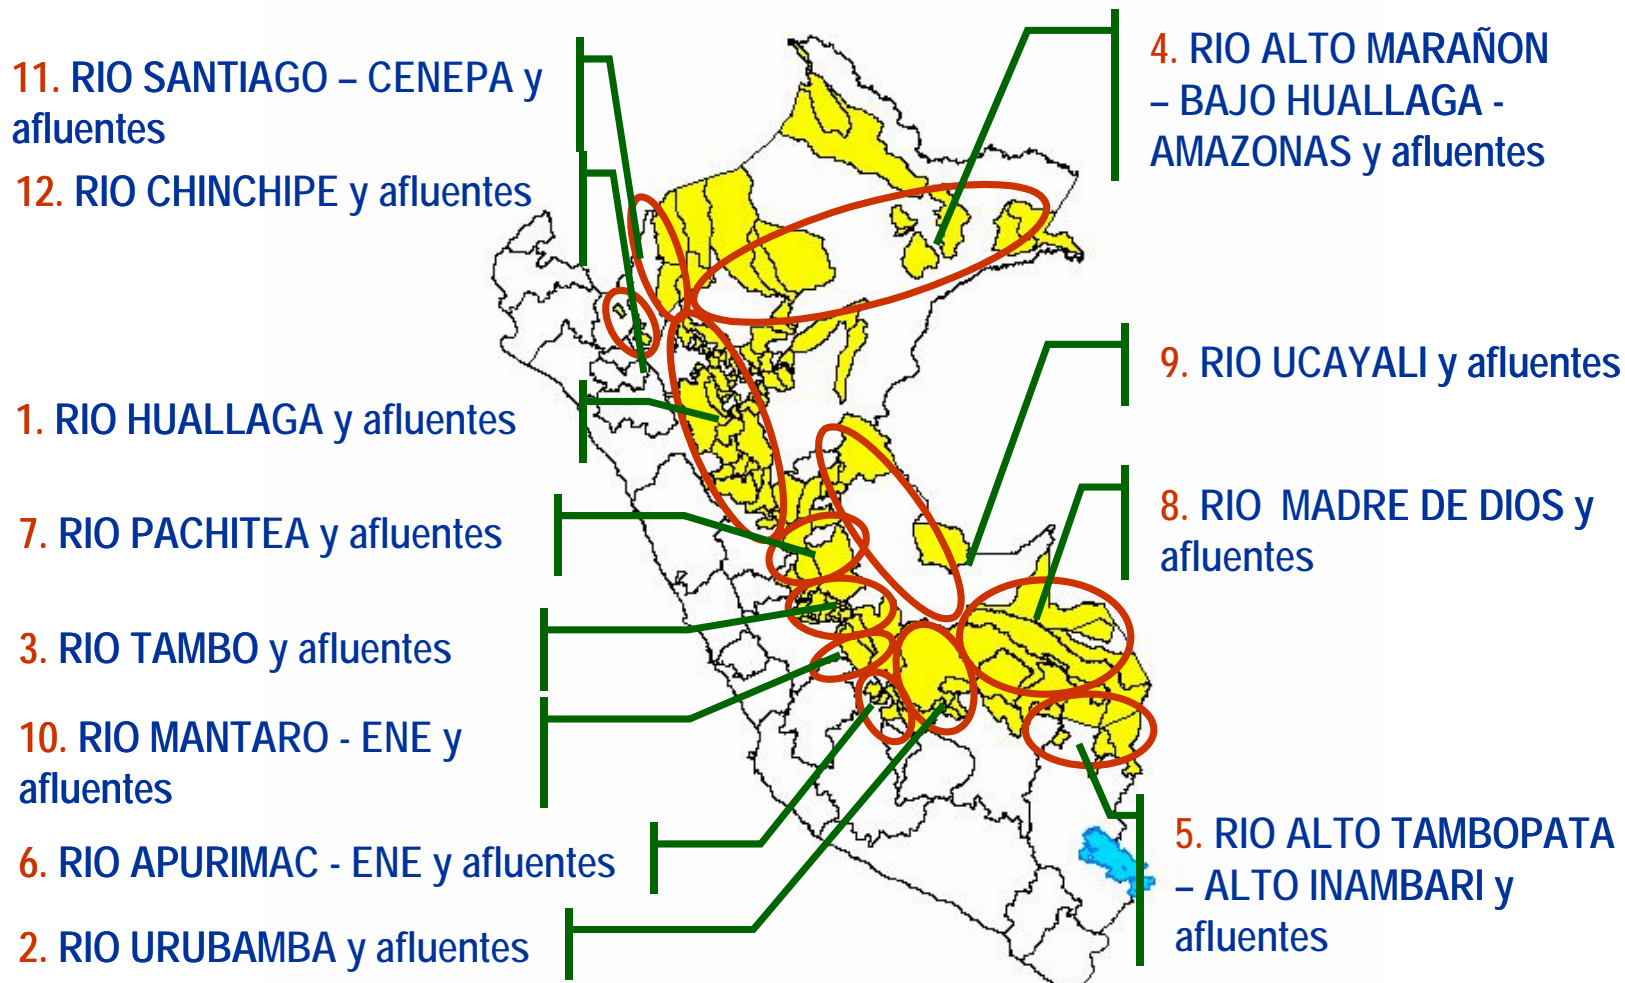 11. RIO SANTIAGO – CENEPA y
afluentes
12. RIO CHINCHIPE y afluentes
1. RIO HUALLAGA y afluentes
7. RIO PACHITEA y afluentes
3. RIO TAMBO y afluentes
10. RIO MANTARO - ENE y
afluentes
6. RIO APURIMAC - ENE y afluentes
2. RIO URUBAMBA y afluentes
4. RIO ALTO MARAÑON
– BAJO HUALLAGA -
AMAZONAS y afluentes
9. RIO UCAYALI y afluentes
8. RIO MADRE DE DIOS y
afluentes
5. RIO ALTO TAMBOPATA
– ALTO INAMBARI y
afluentes